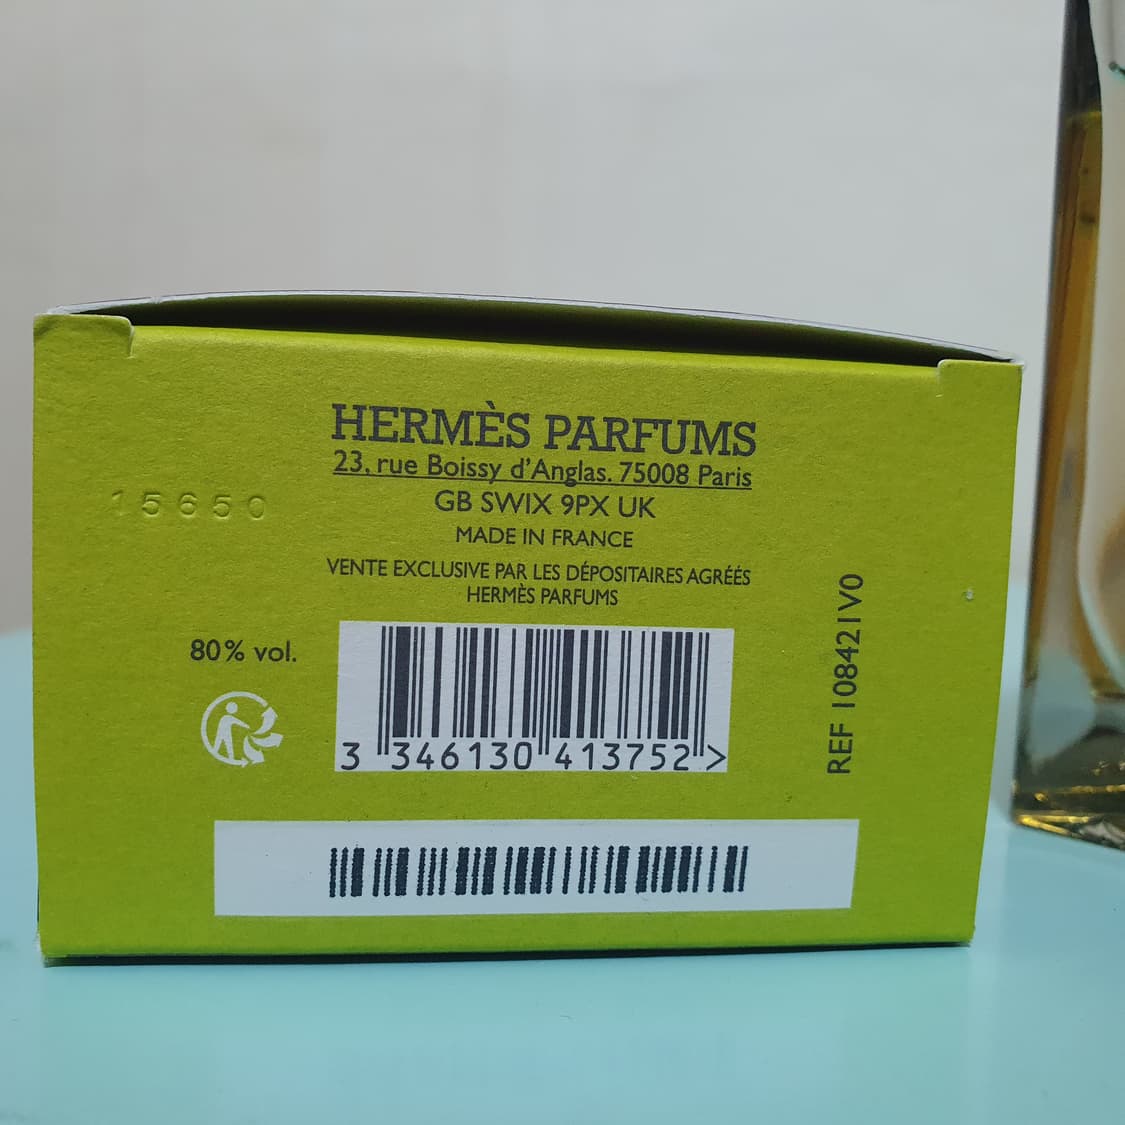 HERMÈS PARFUMS
23, rue Boissy d'Anglas. 75008 Paris
GB SWIX 9PX UK
MADE IN FRANCE
VENTE EXCLUSIVE PAR LES DÉPOSITAIRES AGRÉÉS
HERMÈS PARFUMS
15650
80% vol.
3 346130 413752 >
REF 108421V0